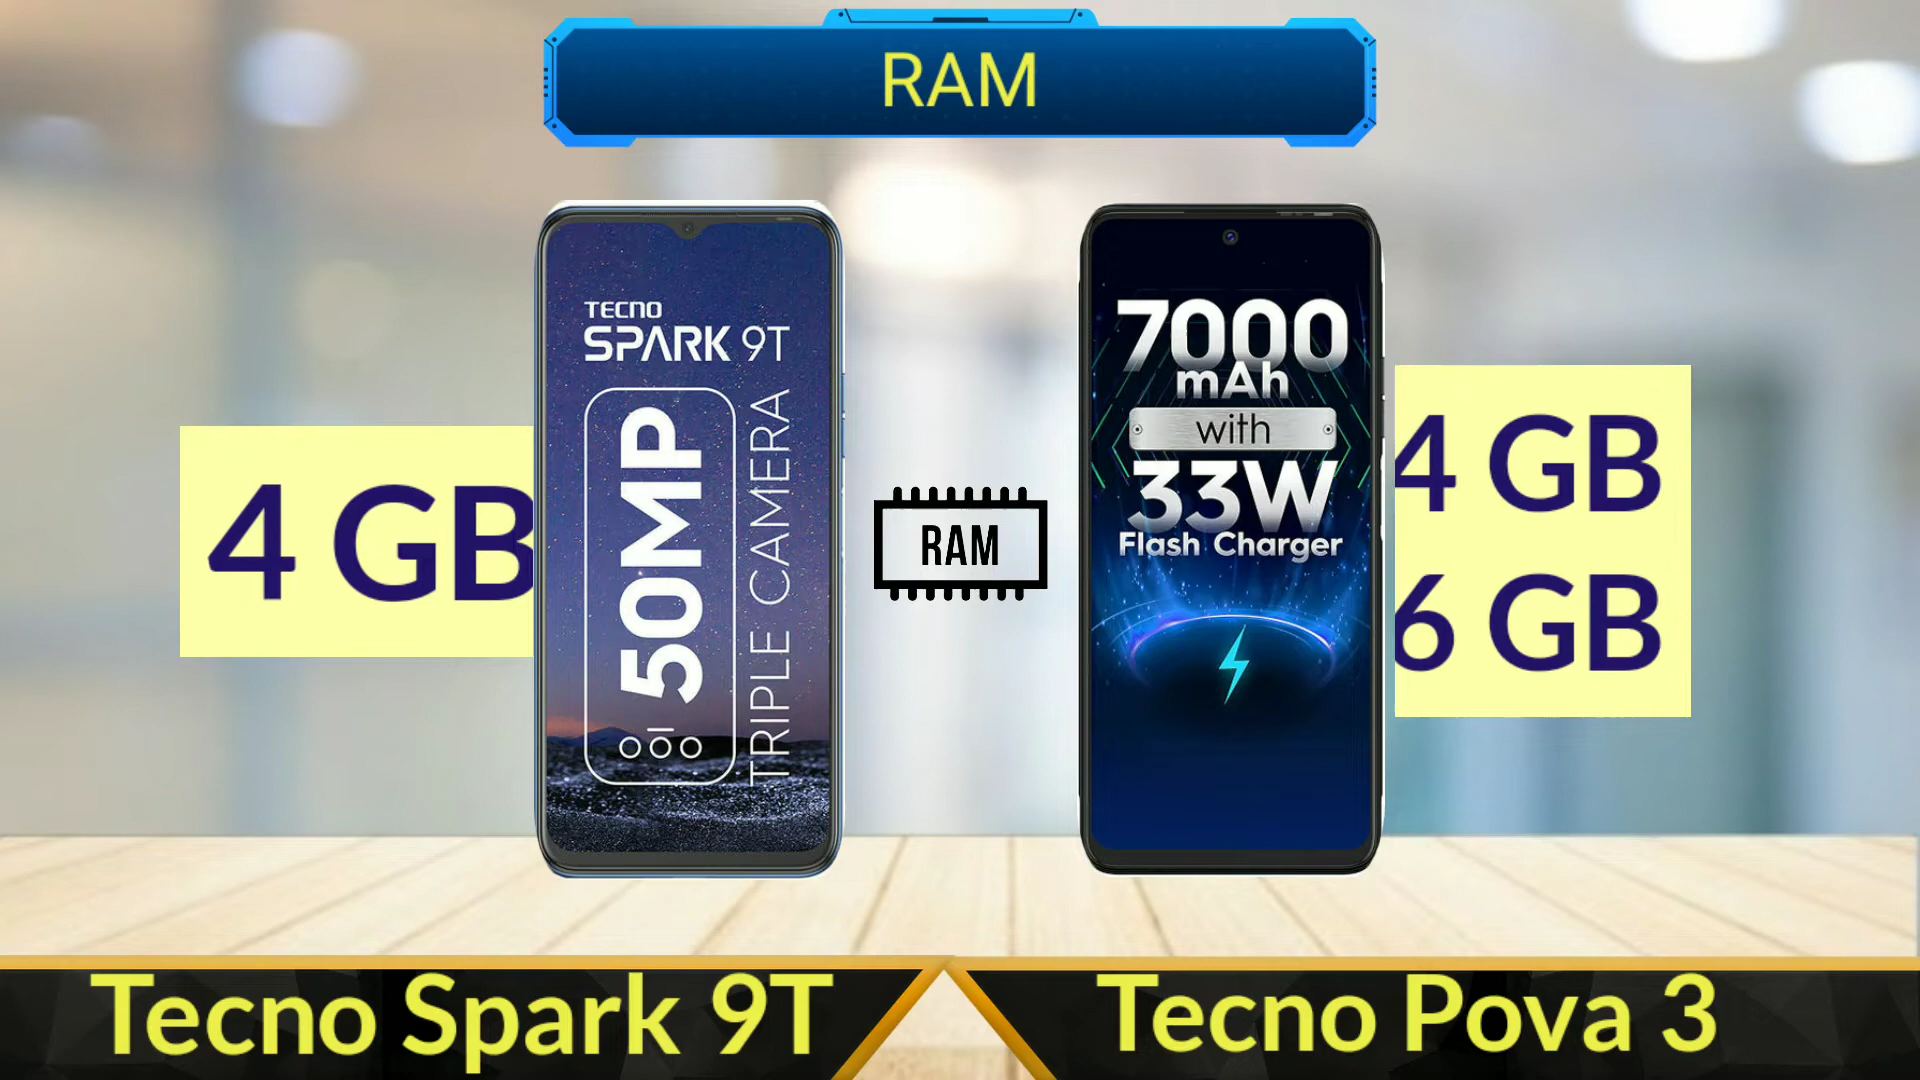 RAM
4 GB
TECNO
SPARK 9T
50MP
TRIPLE CAMERA
RAM
7000
mAh
with
33W
Flash Charger
4 GB
6 GB
Tecno Spark 9T
Tecno Pova 3